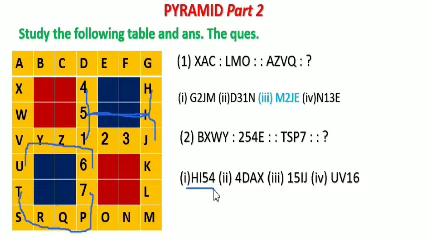 PYRAMID Part 2
Study the following table and ans. The ques.
A B C D E F G
X 4 H
W 5 I
V Y Z 1 2 3 J
U 6 K
T 7 L
S R Q P O N M
(1) XAC : LMO : : AZVQ : ?
(i) G2JM (ii)D31N (iii) M2JE (iv)N13E
(2) BXWY : 254E : : TSP7 : : ?
(i)HI54 (ii) 4DAX (iii) 15IJ (iv) UV16